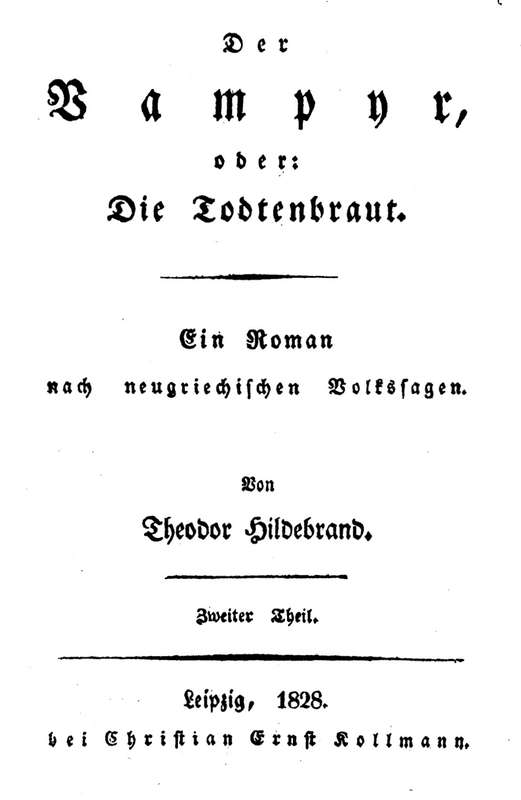 Der
Vampyr,
oder:
Die Todtenbraut.
Ein Roman
nach neugriechischen Volkssagen.
Von
Theodor Hildebrand.
Zweiter Theil.
Leipzig, 1828.
bei Christian Ernst Kollmann.